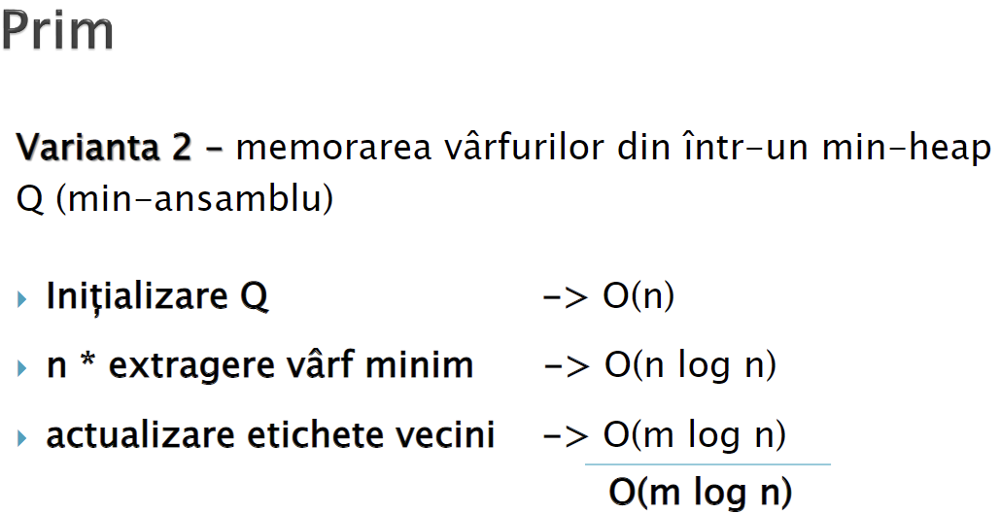 Prim
Varianta 2 – memorarea vârfurilor din într-un min-heap
Q (min-ansamblu)
Inițializare Q -> O(n)
n * extragere vârf minim -> O(n log n)
actualizare etichete vecini -> O(m log n)
O(m log n)